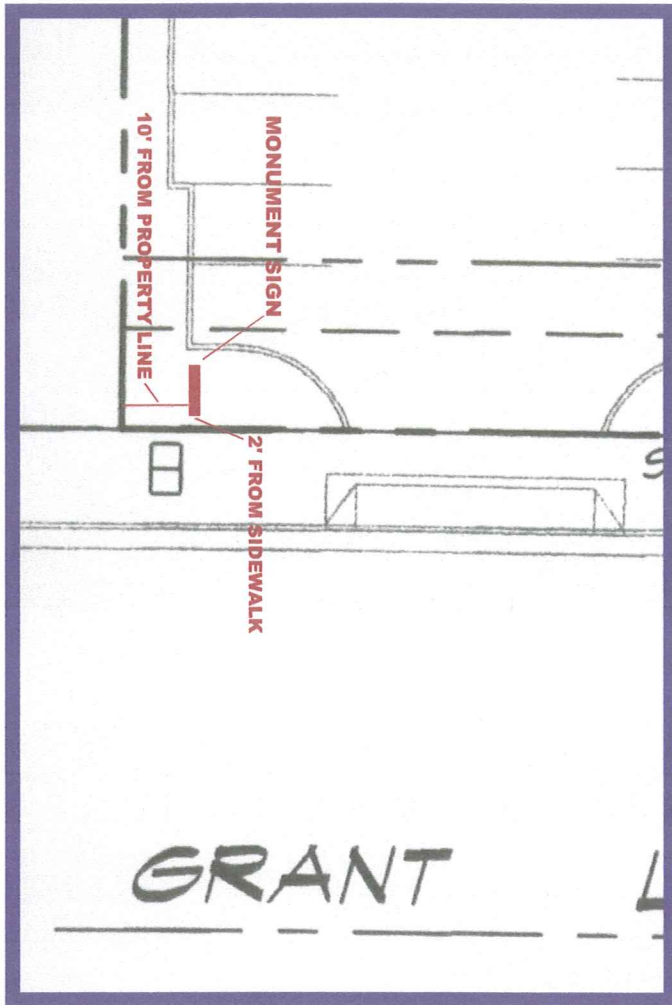 MONUMENT SIGN
10' FROM PROPERTY LINE
2' FROM SIDEWALK
S
GRANT L